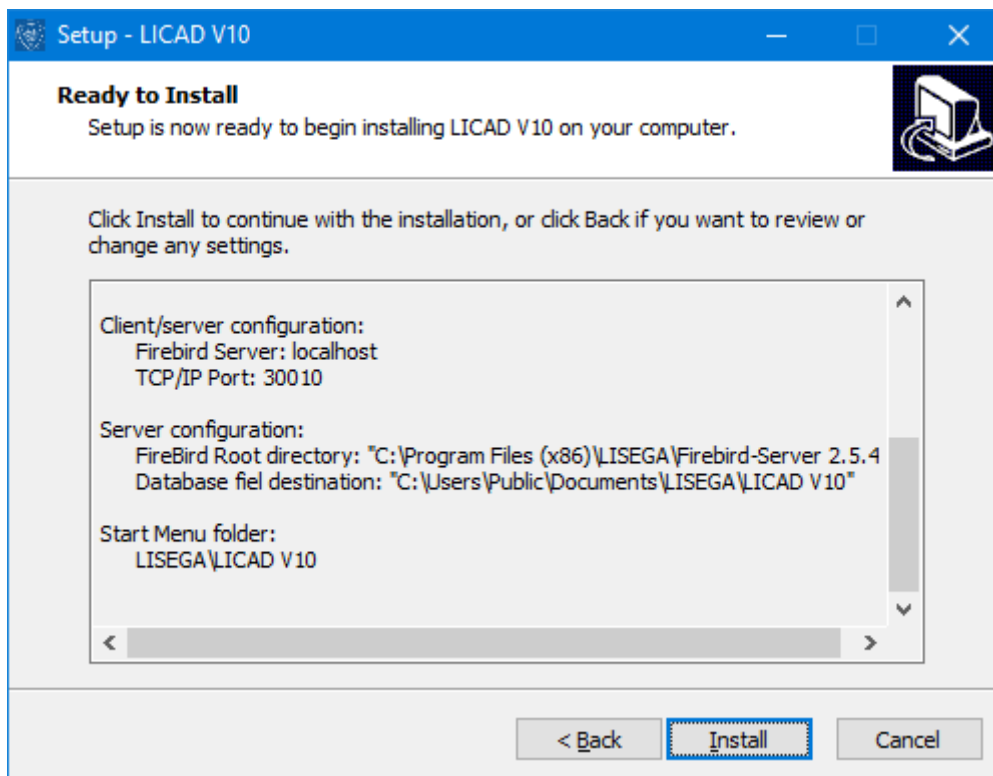 Setup - LICAD V10
Ready to Install
Setup is now ready to begin installing LICAD V10 on your computer.
Click Install to continue with the installation, or click Back if you want to review or
change any settings.
Client/server configuration:
Firebird Server: localhost
TCP/IP Port: 30010
Server configuration:
FireBird Root directory: "C:\Program Files (x86)\LISEGA\Firebird-Server 2.5.4
Database fiel destination: "C:\Users\Public\Documents\LISEGA\LICAD V10"
Start Menu folder:
LISEGA\LICAD V10
< Back
Install
Cancel